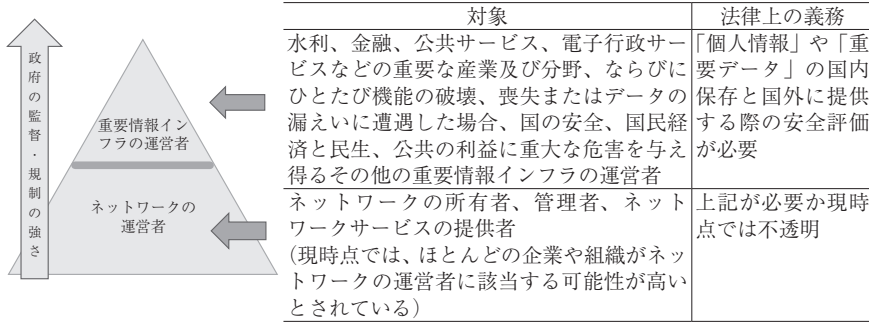 政府の監督・規制の強さ
重要情報イン
フラの運営者
ネットワークの
運営者
対象
法律上の義務
水利、金融、公共サービス、電子行政サー
ビスなどの重要な産業及び分野、ならびに
ひとたび機能の破壊、喪失またはデータの
漏えいに遭遇した場合、国の安全、国民経
済と民生、公共の利益に重大な危害を与え
得るその他の重要情報インフラの運営者
「個人情報」や「重
要データ」の国内
保存と国外に提供
する際の安全評価
が必要
ネットワークの所有者、管理者、ネット
ワークサービスの提供者
（現時点では、ほとんどの企業や組織がネッ
トワークの運営者に該当する可能性が高い
とされている）
上記が必要か現時
点では不透明